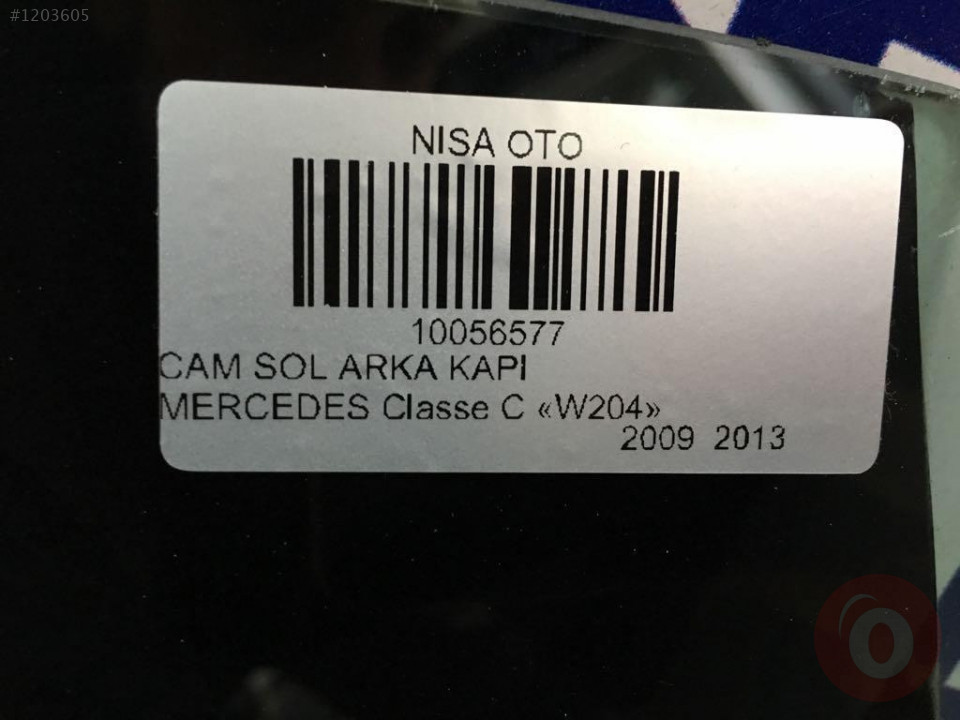 #1203605
NISA OTO
10056577
CAM SOL ARKA KAPI
MERCEDES Classe C «W204»
2009 2013
O